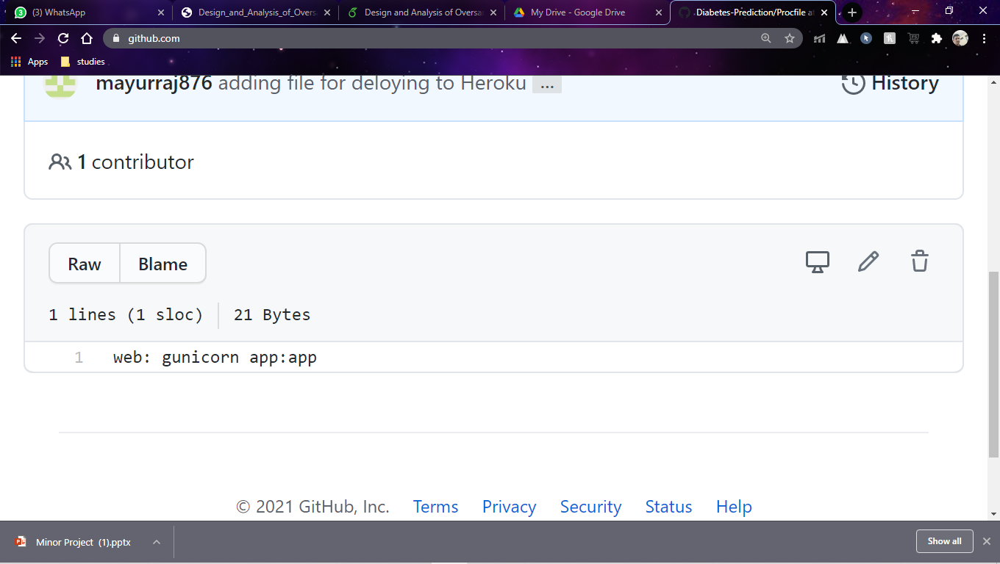 3 (3) WhatsApp
Design_and_Analysis_of_Overs
Design and Analysis of Oversa
My Drive - Google Drive
Diabetes-Prediction/Procfile a
github.com
Apps
studies
mayurraj876 adding file for deloying to Heroku ...
History
1 contributor
Raw
Blame
1 lines (1 sloc)
21 Bytes
1 web: gunicorn app:app
© 2021 GitHub, Inc. Terms Privacy Security Status Help
Minor Project (1).pptx
Show all